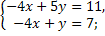 −4x + 5y = 11,
−4x + y = 7;